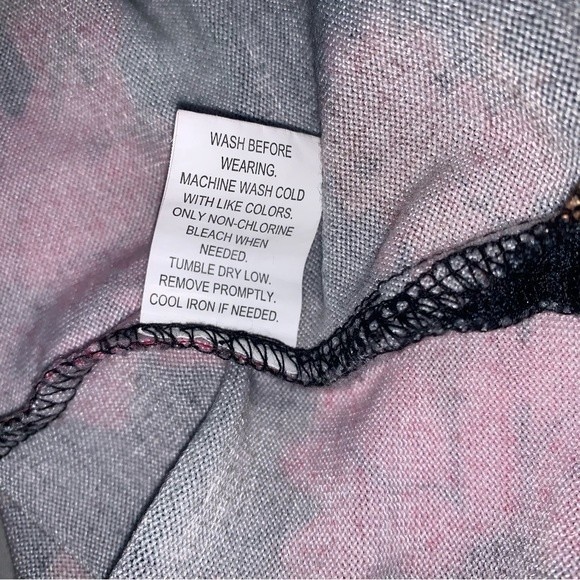 WASH BEFORE
WEARING.
MACHINE WASH COLD
WITH LIKE COLORS.
ONLY NON-CHLORINE
BLEACH WHEN
NEEDED.
TUMBLE DRY LOW.
REMOVE PROMPTLY.
COOL IRON IF NEEDED.